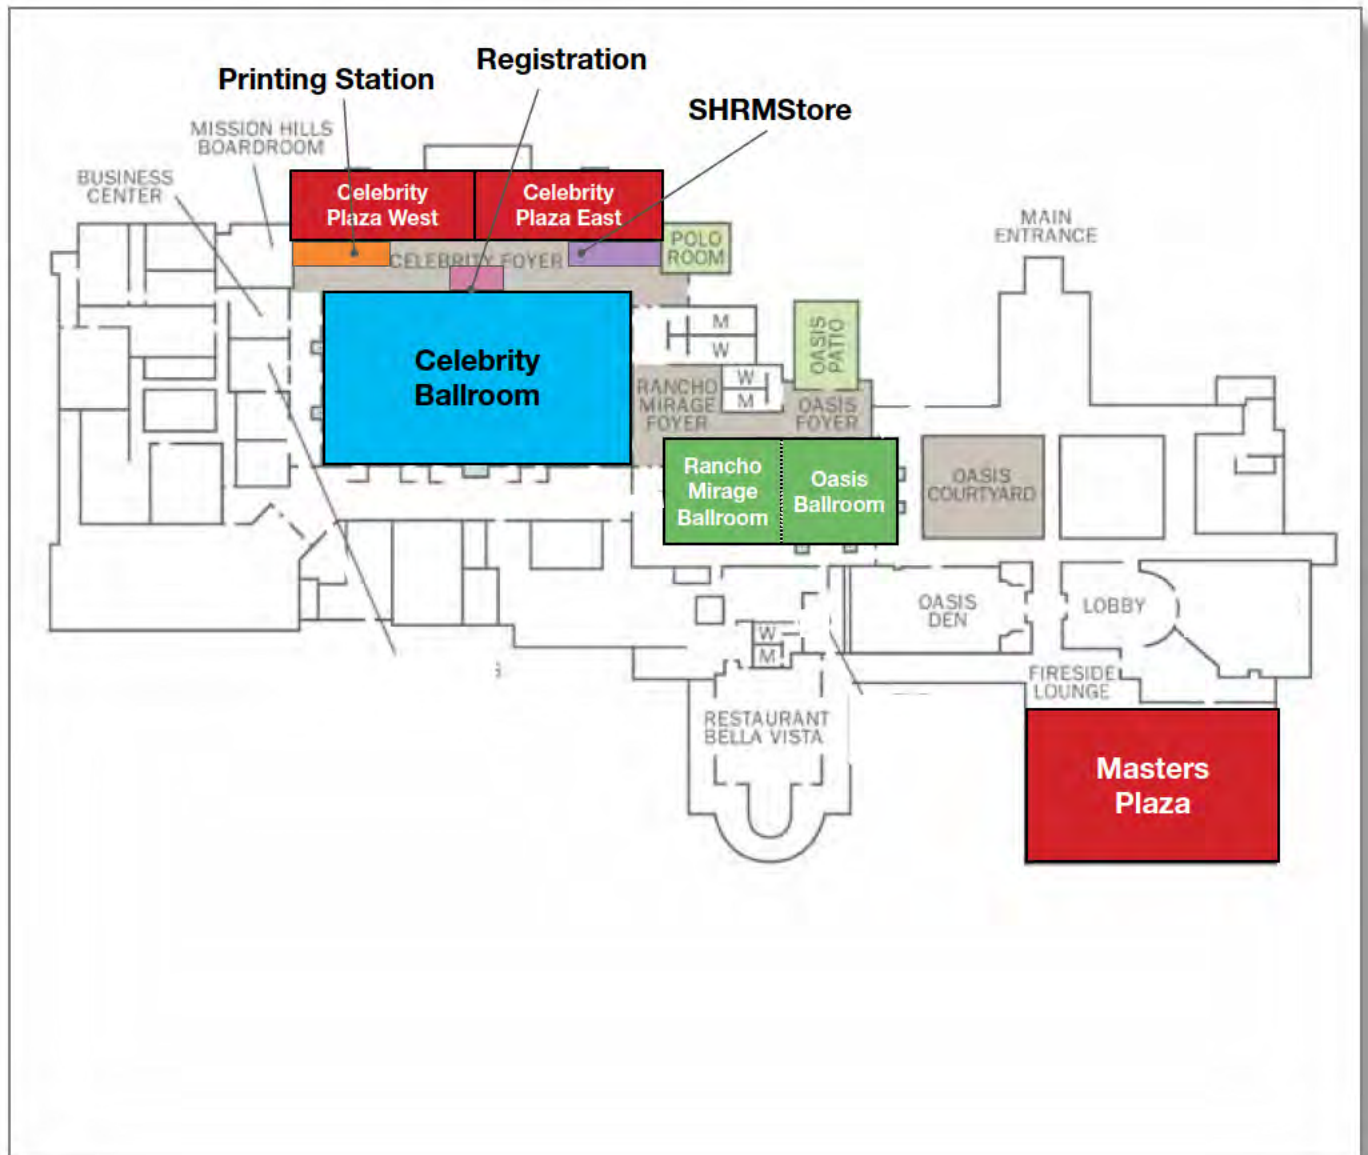 Registration
Printing Station
SHRMStore
MISSION HILLS
BOARDROOM
BUSINESS
CENTER
Celebrity
Plaza West
Celebrity
Plaza East
MAIN
ENTRANCE
POLO
ROOM
CELEBRITY FOYER
M
W
OASIS
PATIO
Celebrity
Ballroom
W
M
RANCHO
MIRAGE
FOYER
OASIS
FOYER
Rancho
Mirage
Ballroom
Oasis
Ballroom
OASIS
COURTYARD
OASIS
DEN
LOBBY
W
M
FIRESIDE
LOUNGE
RESTAURANT
BELLA VISTA
Masters
Plaza